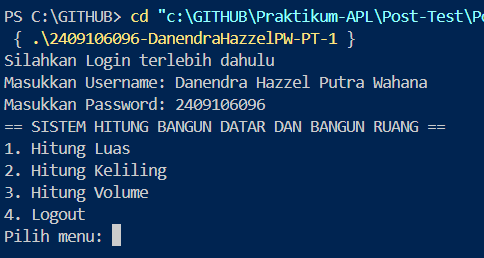 PS C:\GITHUB> cd "c:\GITHUB\Praktikum-APL\Post-Test\Po
{ .\2409106096-DanendraHazzelPW-PT-1 }
Silahkan Login terlebih dahulu
Masukkan Username: Danendra Hazzel Putra Wahana
Masukkan Password: 2409106096
== SISTEM HITUNG BANGUN DATAR DAN BANGUN RUANG ==
1. Hitung Luas
2. Hitung Keliling
3. Hitung Volume
4. Logout
Pilih menu: